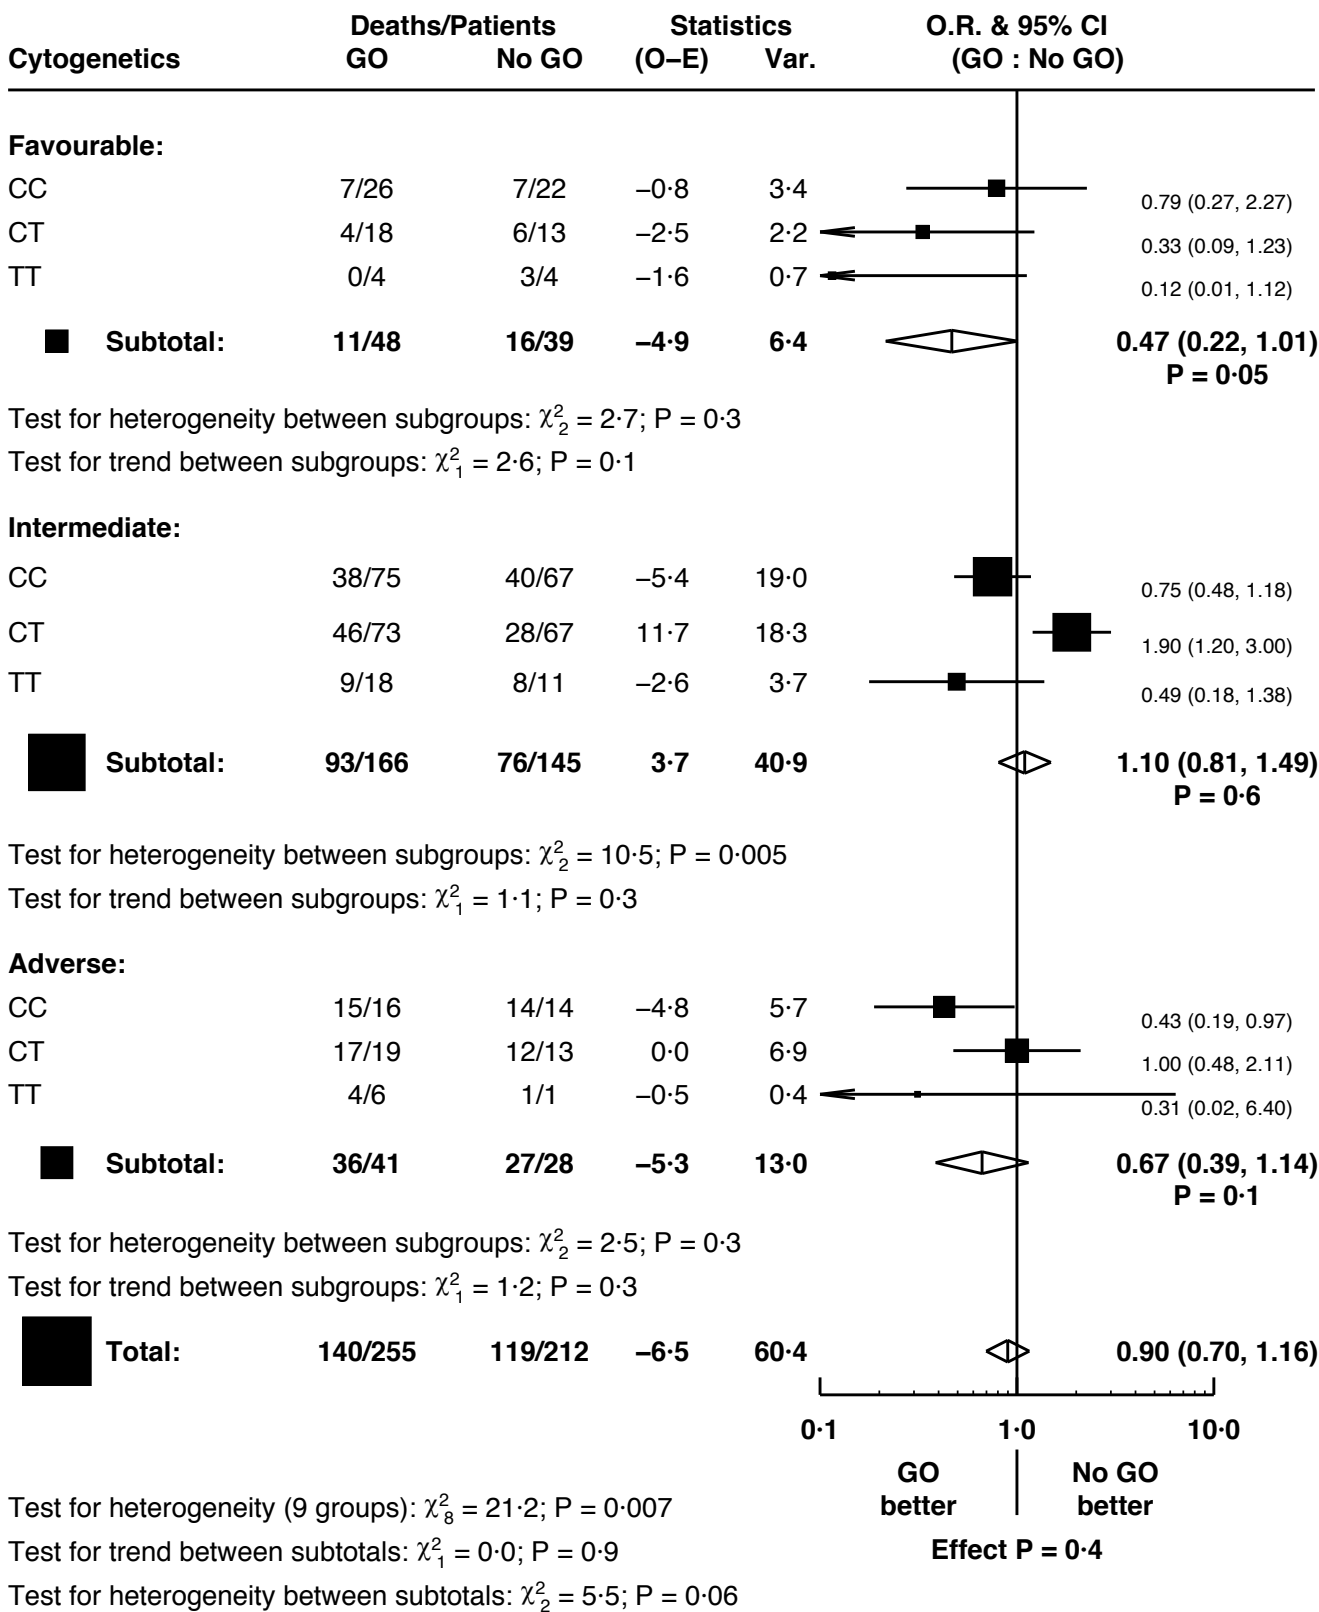 Deaths/Patients Statistics O.R. & 95% CI
Cytogenetics GO No GO (O−E) Var. (GO : No GO)
Favourable:
CC 7/26 7/22 −0·8 3·4 0.79 (0.27, 2.27)
CT 4/18 6/13 −2·5 2·2 0.33 (0.09, 1.23)
TT 0/4 3/4 −1·6 0·7 0.12 (0.01, 1.12)
Subtotal: 11/48 16/39 −4·9 6·4 0.47 (0.22, 1.01)
P = 0·05
Test for heterogeneity between subgroups: χ²₂ = 2·7; P = 0·3
Test for trend between subgroups: χ²₁ = 2·6; P = 0·1
Intermediate:
CC 38/75 40/67 −5·4 19·0 0.75 (0.48, 1.18)
CT 46/73 28/67 11·7 18·3 1.90 (1.20, 3.00)
TT 9/18 8/11 −2·6 3·7 0.49 (0.18, 1.38)
Subtotal: 93/166 76/145 3·7 40·9 1.10 (0.81, 1.49)
P = 0·6
Test for heterogeneity between subgroups: χ²₂ = 10·5; P = 0·005
Test for trend between subgroups: χ²₁ = 1·1; P = 0·3
Adverse:
CC 15/16 14/14 −4·8 5·7 0.43 (0.19, 0.97)
CT 17/19 12/13 0·0 6·9 1.00 (0.48, 2.11)
TT 4/6 1/1 −0·5 0·4 0.31 (0.02, 6.40)
Subtotal: 36/41 27/28 −5·3 13·0 0.67 (0.39, 1.14)
P = 0·1
Test for heterogeneity between subgroups: χ²₂ = 2·5; P = 0·3
Test for trend between subgroups: χ²₁ = 1·2; P = 0·3
Total: 140/255 119/212 −6·5 60·4 0.90 (0.70, 1.16)
0·1 1·0 10·0
GO No GO
better better
Effect P = 0·4
Test for heterogeneity (9 groups): χ²₈ = 21·2; P = 0·007
Test for trend between subtotals: χ²₁ = 0·0; P = 0·9
Test for heterogeneity between subtotals: χ²₂ = 5·5; P = 0·06